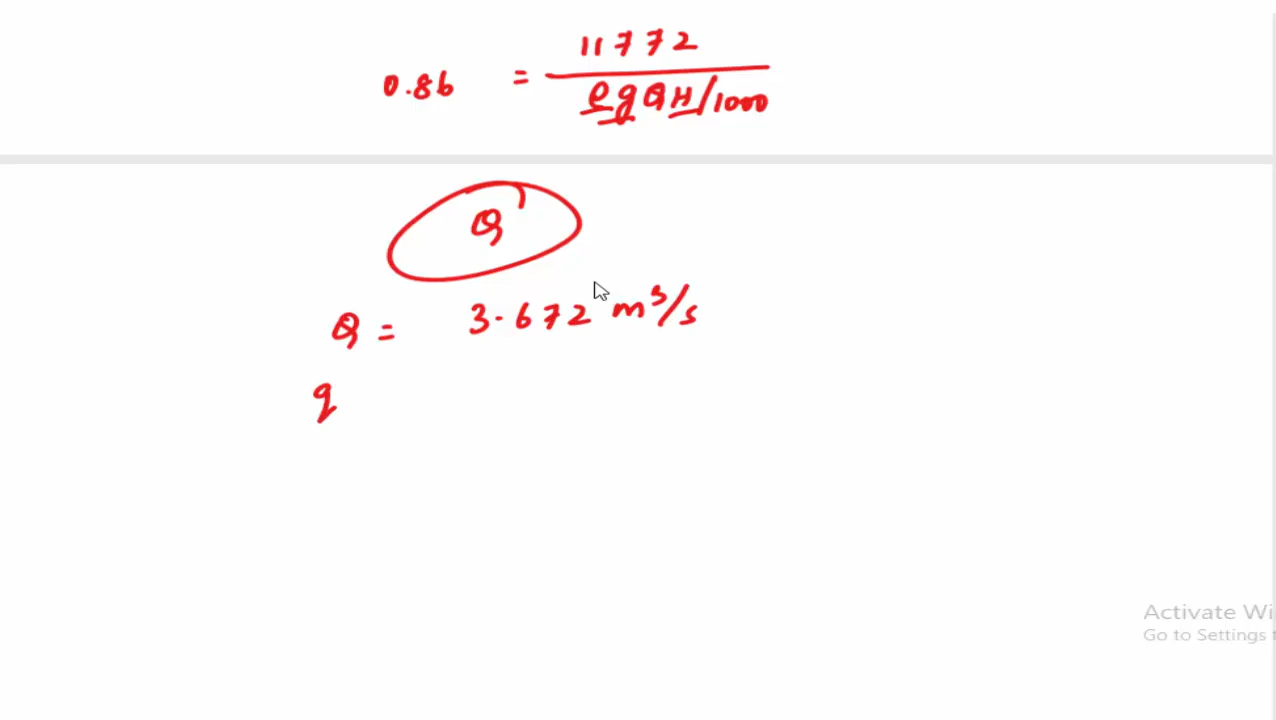 11772
0.86 = ρgQH/1000
Q
Q = 3.672 m³/s
q
Activate Wi
Go to Settings t